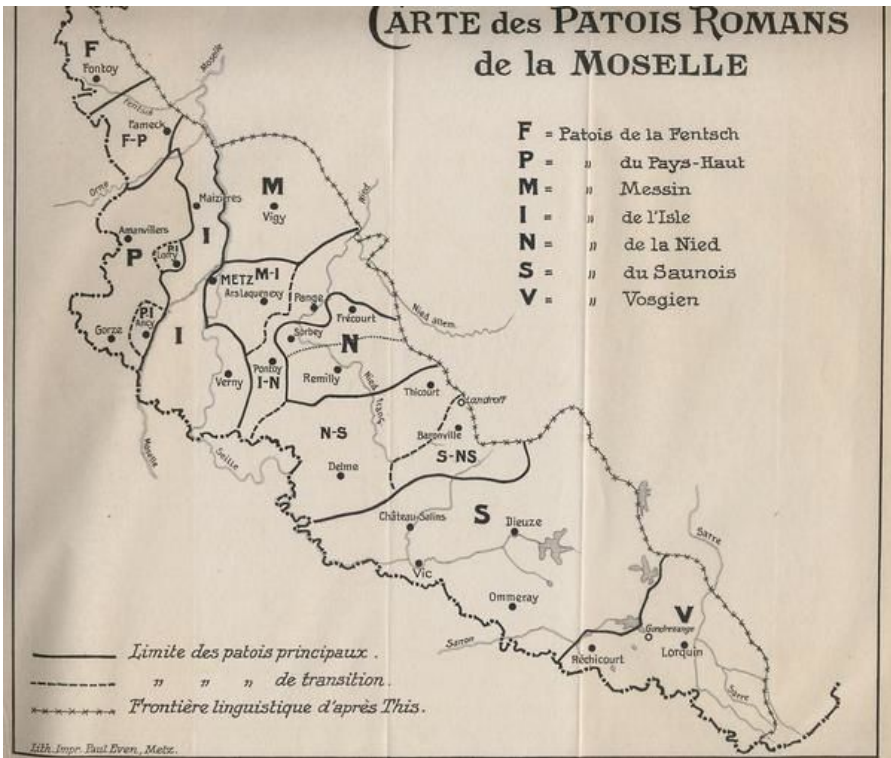 CARTE des PATOIS ROMANS
de la MOSELLE
F = Patois de la Fentsch
P = " du Pays-Haut
M = " Messin
I = " de l'Isle
N = " de la Nied
S = " du Saunois
V = " Vosgien
F
Fontoy
Moselle
Fentsch
Fameck
F-P
Orne
Maizières
M
Vigy
Nied
Amanvillers
P
P.I
Lorry
I
METZ
M-I
Ars Laquenexy
Pange
Nied allem.
P.I
Ancy
Gorze
I
Sorbey
Frécourt
N
Verny
Pontoy
I-N
Remilly
Nied franç.
Thicourt
Landroff
Moselle
Seille
N-S
Baronville
S-NS
Delme
Château-Salins
S
Dieuze
Vic
Ommeray
Sarre
V
Gondrexange
Sanon
Réchicourt
Lorquin
Sarre
Limite des patois principaux.
" " " de transition.
Frontière linguistique d'après This.
Lith. Impr. Paul Even, Metz.